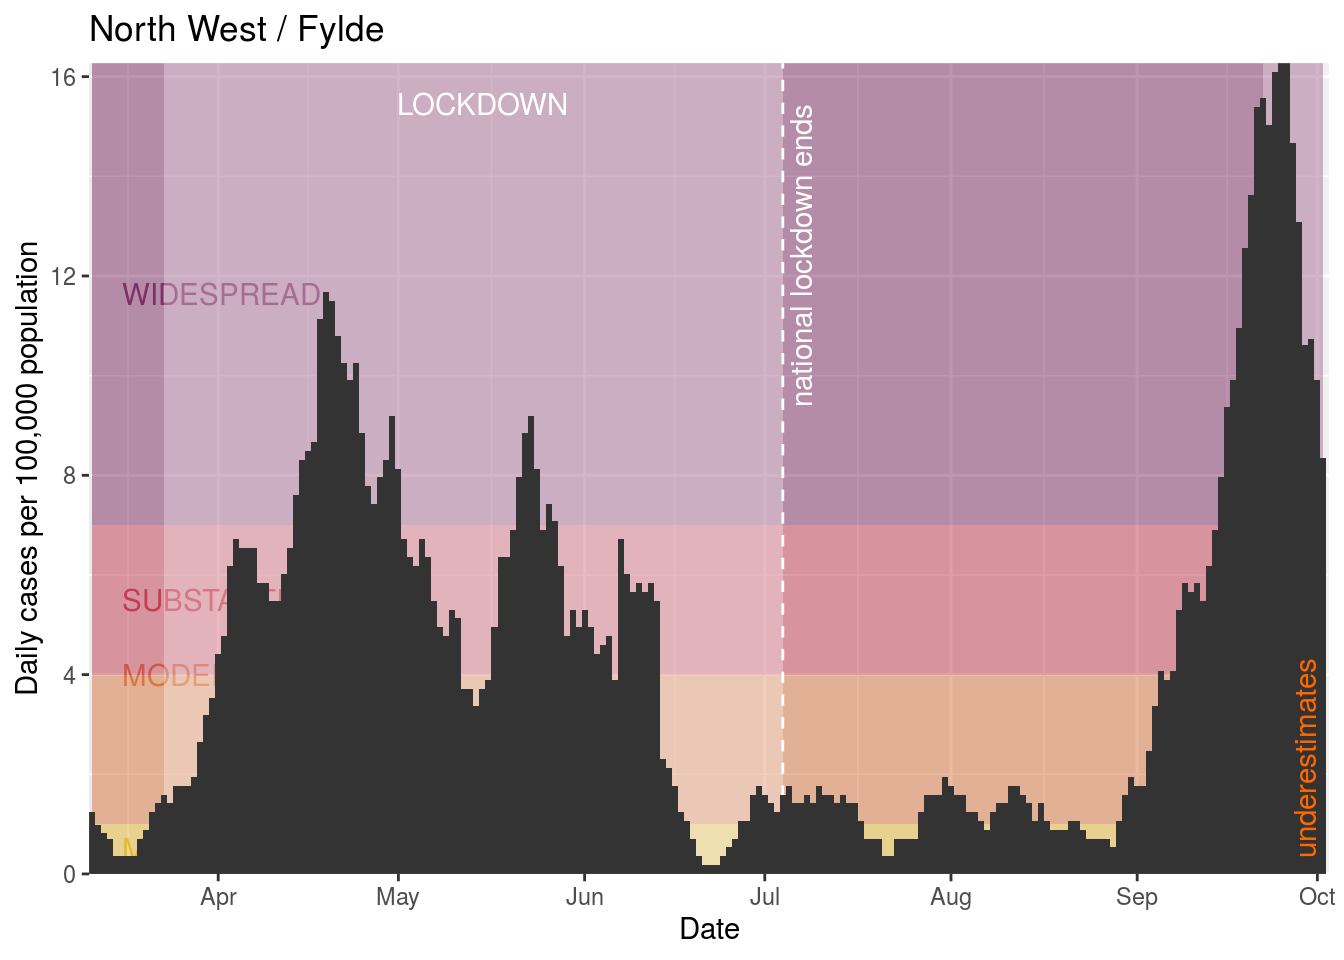 North West / Fylde
LOCKDOWN
national lockdown ends
WIDESPREAD
underestimates
Daily cases per 100,000 population
16
12
8
4
0
Apr
May
Jun
Jul
Aug
Sep
Oct
Date